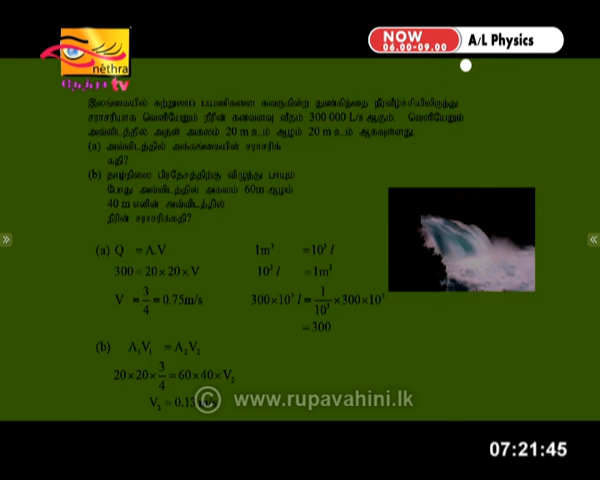 NOW
06.00-09.00
A/L Physics
nēthra
நேத்ரா tv
இலங்கையில் சுற்றுலாப் பயணிகளை கவருகின்ற துன்கிந்தை நீர்வீழ்ச்சியிலிருந்து
சராசரியாக வெளியேறும் நீரின் கனவளவு வீதம் 300 000 L/s ஆகும். வெளியேறும்
அவ்விடத்தில் அதன் அகலம் 20 m உம் ஆழம் 20 m உம் ஆகவுள்ளது.
(a) அவ்விடத்தில் அக்கங்கையின் சராசரிக்
கதி?
(b) தாழ்நிலை பிரதேசத்திற்கு விழுந்து பாயும்
போது அவ்விடத்தில் அகலம் 60m ஆழம்
40 m எனின் அவ்விடத்தில்
நீரின் சராசரிக்கதி?
(a) Q = A.V 1m³ = 10³ l
300 = 20 × 20 × V 10³ l = 1m³
V = 3/4 = 0.75m/s 300×10³ l = 1/10³ × 300 × 10³
= 300
(b) A₁V₁ = A₂V₂
20 × 20 × 3/4 = 60 × 40 × V₂
V₂ = 0.13m/s
© www.rupavahini.lk
07:21:45